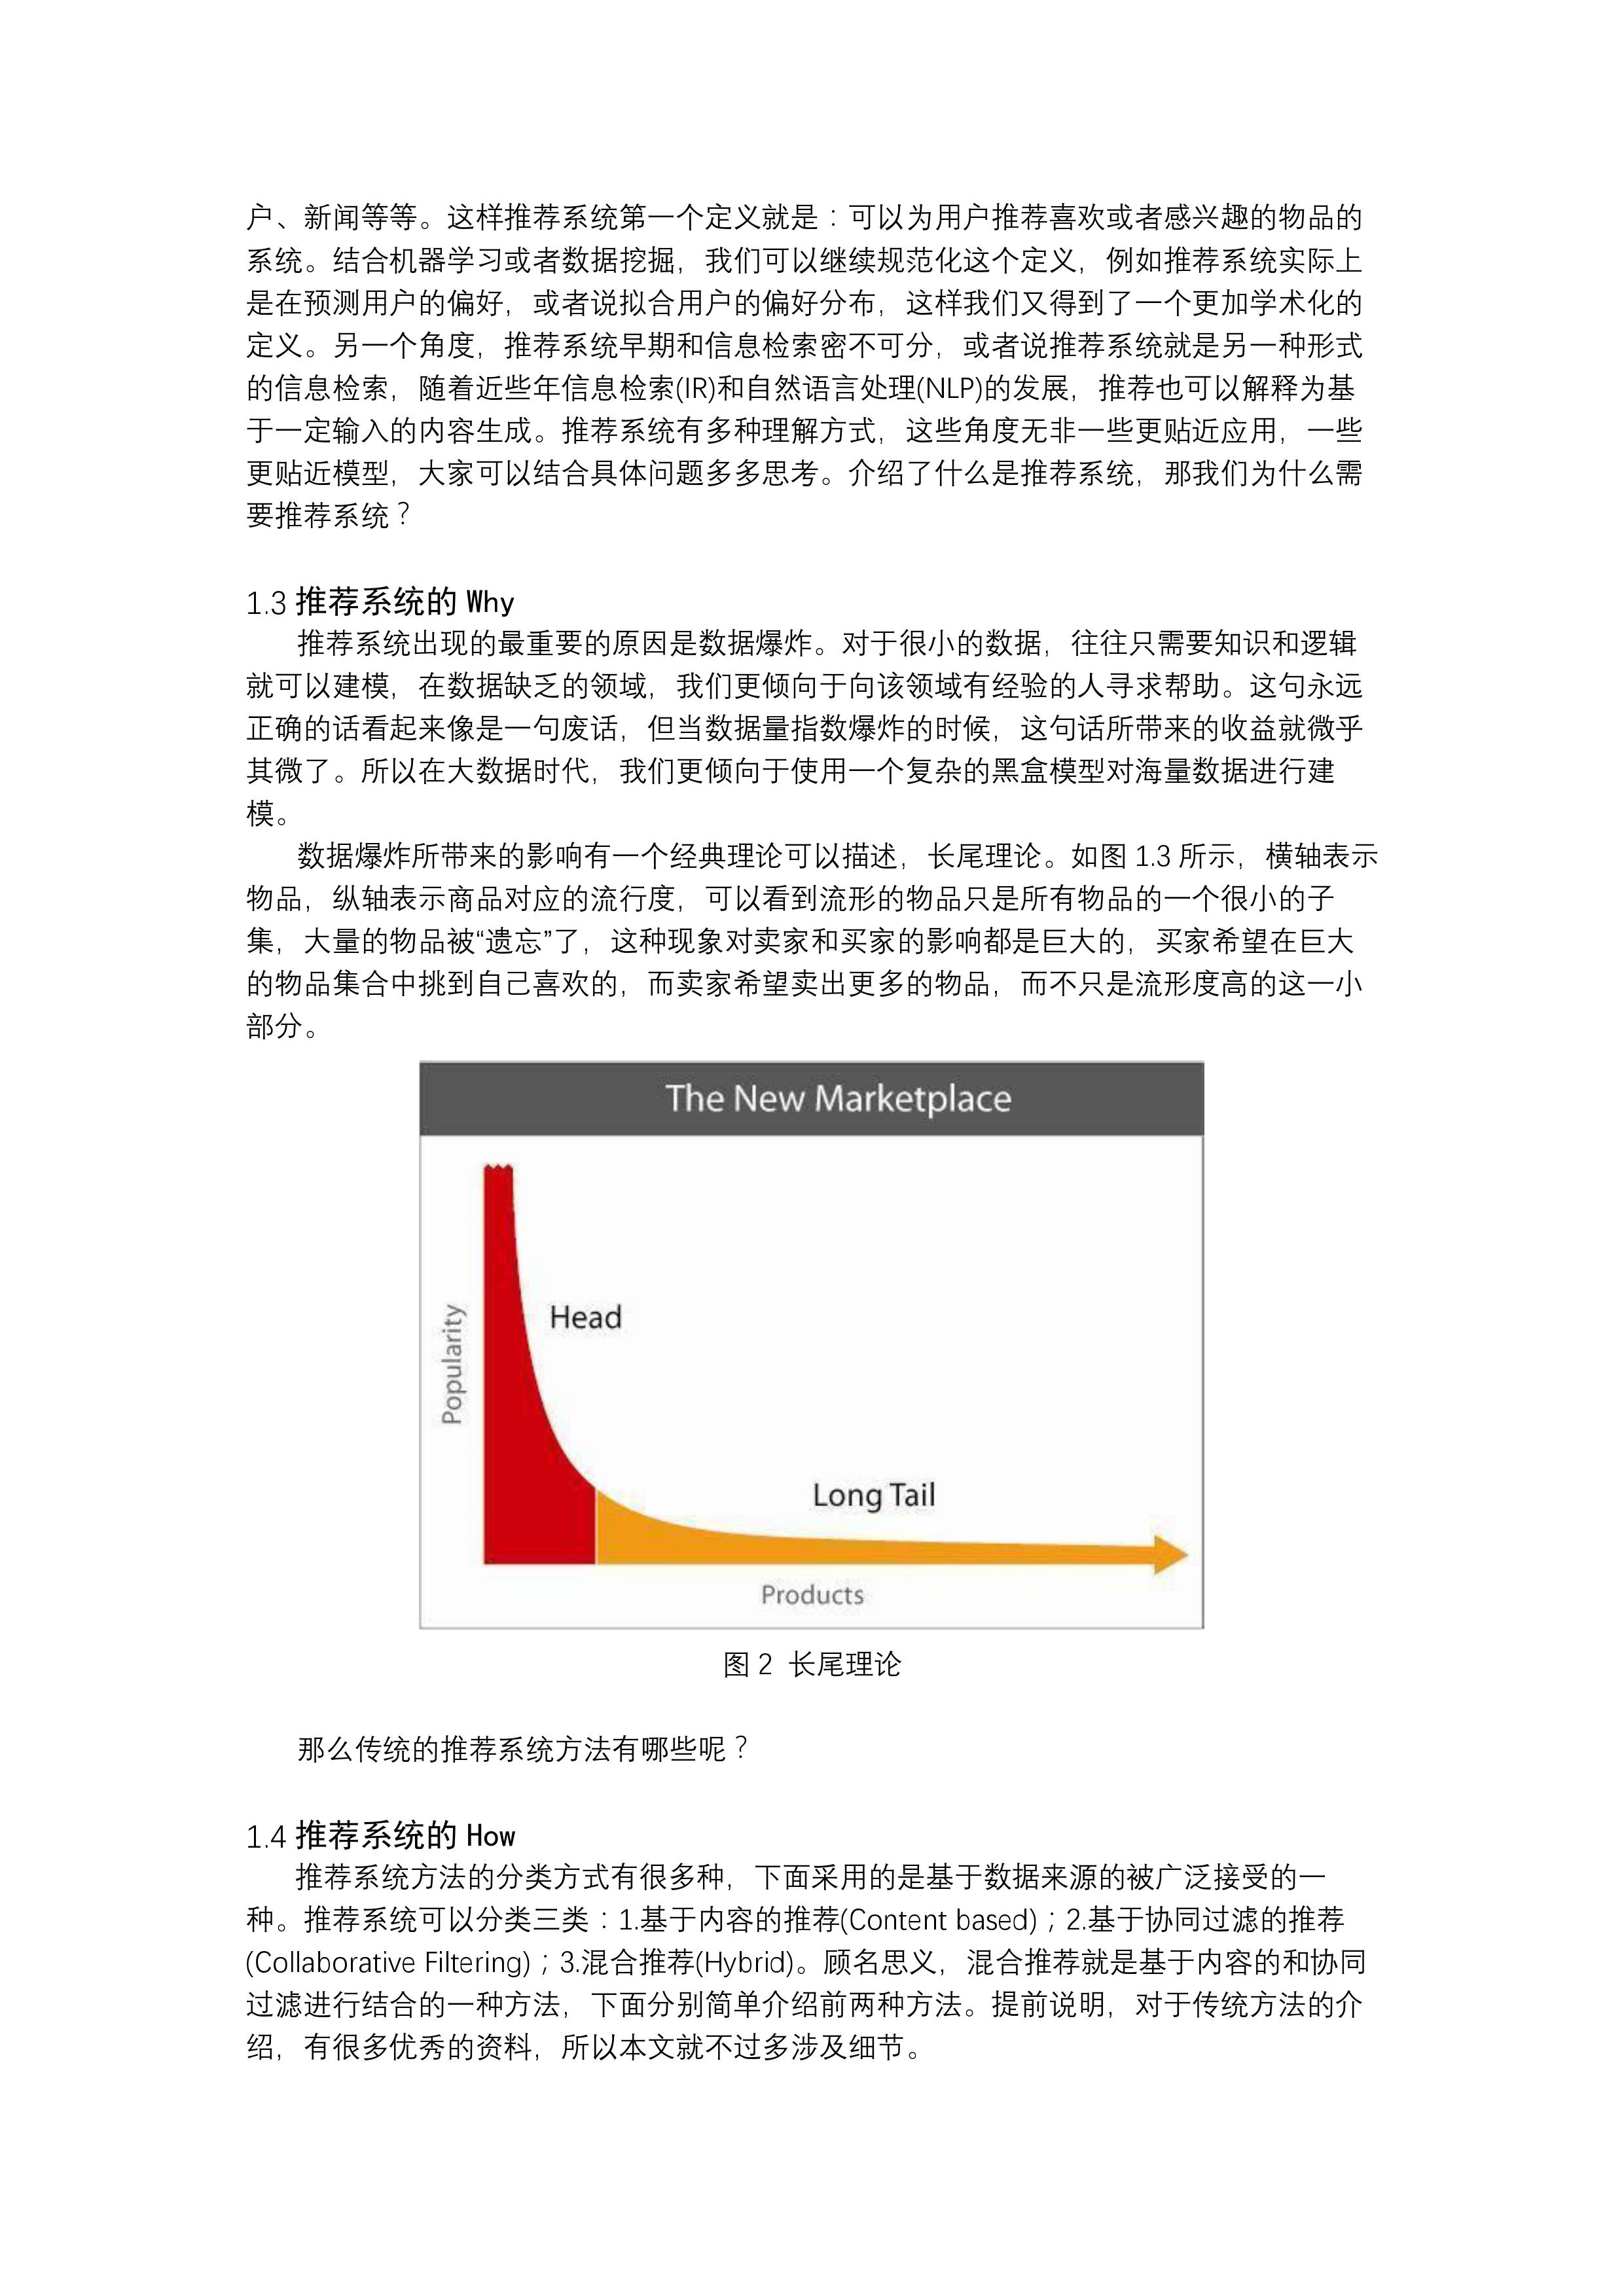 户、新闻等等。这样推荐系统第一个定义就是：可以为用户推荐喜欢或者感兴趣的物品的
系统。结合机器学习或者数据挖掘，我们可以继续规范化这个定义，例如推荐系统实际上
是在预测用户的偏好，或者说拟合用户的偏好分布，这样我们又得到了一个更加学术化的
定义。另一个角度，推荐系统早期和信息检索密不可分，或者说推荐系统就是另一种形式
的信息检索，随着近些年信息检索(IR)和自然语言处理(NLP)的发展，推荐也可以解释为基
于一定输入的内容生成。推荐系统有多种理解方式，这些角度无非一些更贴近应用，一些
更贴近模型，大家可以结合具体问题多多思考。介绍了什么是推荐系统，那我们为什么需
要推荐系统？
1.3 推荐系统的 Why
推荐系统出现的最重要的原因是数据爆炸。对于很小的数据，往往只需要知识和逻辑
就可以建模，在数据缺乏的领域，我们更倾向于向该领域有经验的人寻求帮助。这句永远
正确的话看起来像是一句废话，但当数据量指数爆炸的时候，这句话所带来的收益就微乎
其微了。所以在大数据时代，我们更倾向于使用一个复杂的黑盒模型对海量数据进行建
模。
数据爆炸所带来的影响有一个经典理论可以描述，长尾理论。如图 1.3 所示，横轴表示
物品，纵轴表示商品对应的流行度，可以看到流形的物品只是所有物品的一个很小的子
集，大量的物品被“遗忘”了，这种现象对卖家和买家的影响都是巨大的，买家希望在巨大
的物品集合中挑到自己喜欢的，而卖家希望卖出更多的物品，而不只是流形度高的这一小
部分。
The New Marketplace
Popularity
Head
Long Tail
Products
图 2 长尾理论
那么传统的推荐系统方法有哪些呢？
1.4 推荐系统的 How
推荐系统方法的分类方式有很多种，下面采用的是基于数据来源的被广泛接受的一
种。推荐系统可以分类三类：1.基于内容的推荐(Content based)；2.基于协同过滤的推荐
(Collaborative Filtering)；3.混合推荐(Hybrid)。顾名思义，混合推荐就是基于内容的和协同
过滤进行结合的一种方法，下面分别简单介绍前两种方法。提前说明，对于传统方法的介
绍，有很多优秀的资料，所以本文就不过多涉及细节。